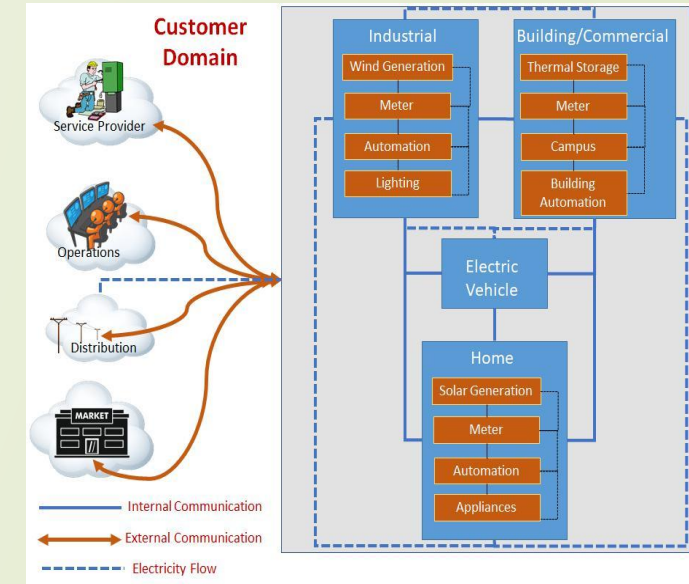 Customer
Domain
Service Provider
Operations
Distribution
MARKET
Internal Communication
External Communication
Electricity Flow
Industrial
Wind Generation
Meter
Automation
Lighting
Building/Commercial
Thermal Storage
Meter
Campus
Building
Automation
Electric
Vehicle
Home
Solar Generation
Meter
Automation
Appliances